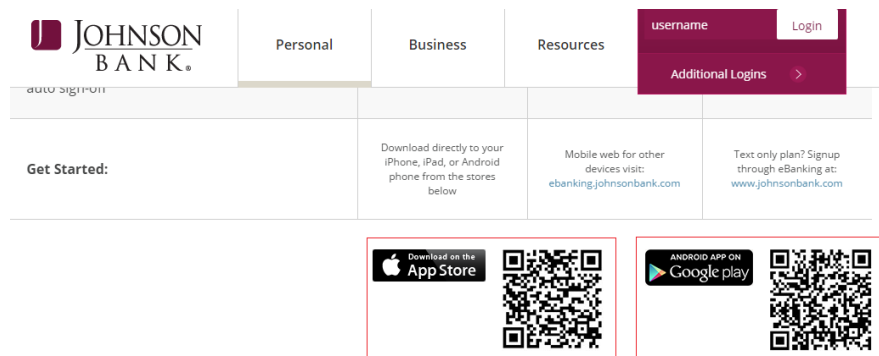 JOHNSON
BANK®
Personal
Business
Resources
username
Login
Additional Logins
auto sign-off
Get Started:
Download directly to your
iPhone, iPad, or Android
phone from the stores
below
Mobile web for other
devices visit:
ebanking.johnsonbank.com
Text only plan? Signup
through eBanking at:
www.johnsonbank.com
Download on the
App Store
ANDROID APP ON
Google play